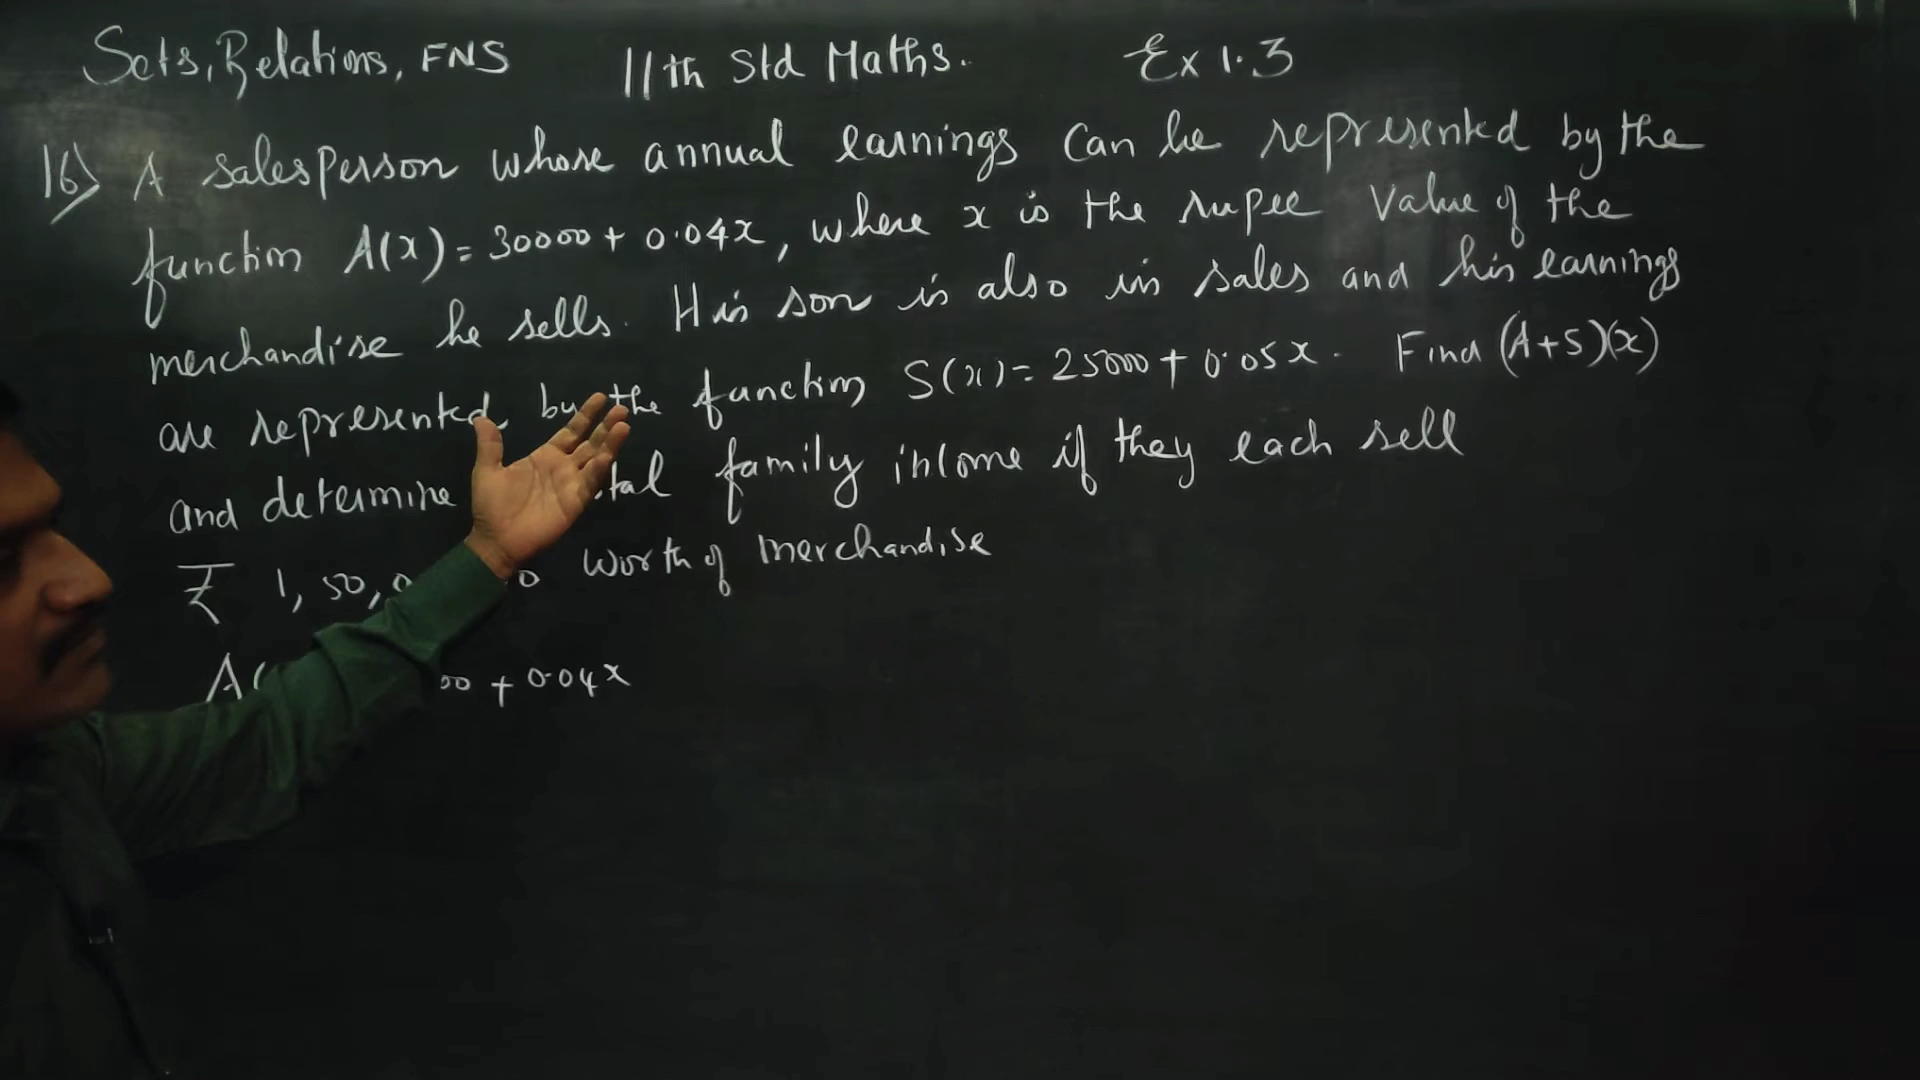 Sets, Relations, FNS 11th Std Maths. Ex 1.3
16) A salesperson whose annual earnings can be represented by the
function A(x) = 30000 + 0.04x, where x is the rupee value of the
merchandise he sells. His son is also in sales and his earnings
are represented by the function S(x) = 25000 + 0.05x. Find (A+S)(x)
and determine family income if they each sell
₹ 1,50,0 0 worth of merchandise
A( 00 + 0.04x